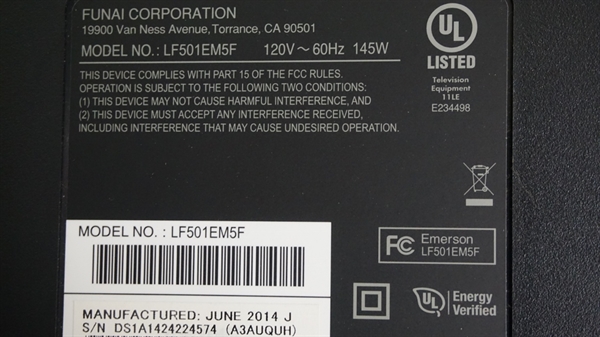 FUNAI CORPORATION
19900 Van Ness Avenue, Torrance, CA 90501
MODEL NO.: LF501EM5F 120V ~ 60Hz 145W
THIS DEVICE COMPLIES WITH PART 15 OF THE FCC RULES.
OPERATION IS SUBJECT TO THE FOLLOWING TWO CONDITIONS:
(1) THIS DEVICE MAY NOT CAUSE HARMFUL INTERFERENCE, AND
(2) THIS DEVICE MUST ACCEPT ANY INTERFERENCE RECEIVED,
INCLUDING INTERFERENCE THAT MAY CAUSE UNDESIRED OPERATION.
UL
LISTED
Television
Equipment
11LE
E234498
MODEL NO. : LF501EM5F
FC Emerson
LF501EM5F
UL Energy
Verified
MANUFACTURED: JUNE 2014 J
S/N DS1A1424224574 (A3AUQUH)